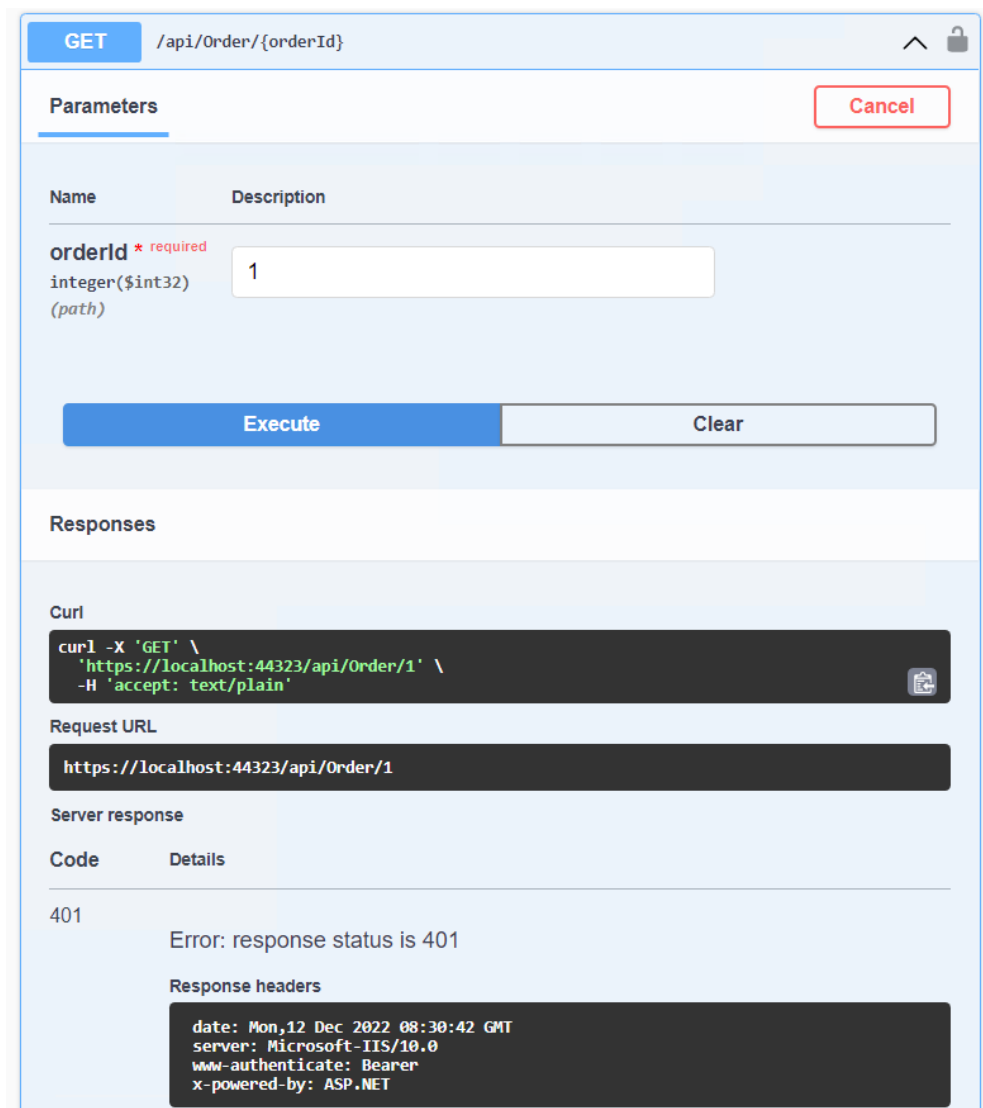 GET /api/Order/{orderId}
Parameters
Cancel
Name Description
orderId * required
integer($int32)
(path)
1
Execute Clear
Responses
Curl
curl -X 'GET' \
'https://localhost:44323/api/Order/1' \
-H 'accept: text/plain'
Request URL
https://localhost:44323/api/Order/1
Server response
Code Details
401
Error: response status is 401
Response headers
date: Mon,12 Dec 2022 08:30:42 GMT
server: Microsoft-IIS/10.0
www-authenticate: Bearer
x-powered-by: ASP.NET